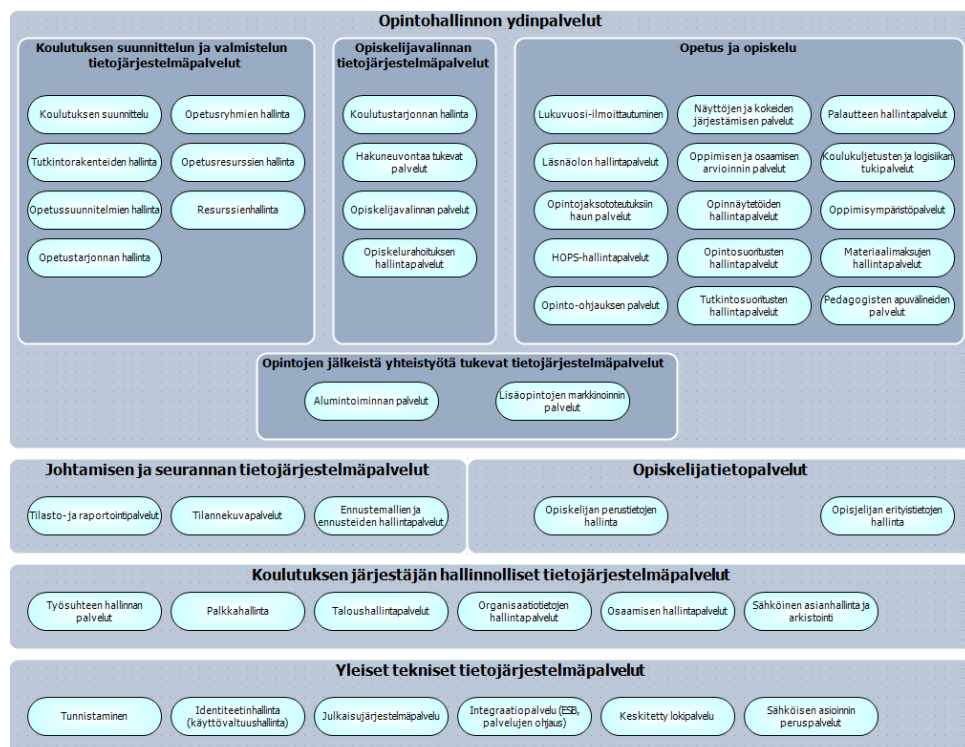 Opintohallinnon ydinpalvelut
Koulutuksen suunnittelun ja valmistelun
tietojärjestelmäpalvelut
Koulutuksen suunnittelu
Opetusryhmien hallinta
Tutkintorakenteiden hallinta
Opetusresurssien hallinta
Opetussuunnitelmien hallinta
Resurssienhallinta
Opetustarjonnan hallinta
Opiskelijavalinnan
tietojärjestelmäpalvelut
Koulutustarjonnan hallinta
Hakuneuvontaa tukevat
palvelut
Opiskelijavalinnan palvelut
Opiskelurahoituksen
hallintapalvelut
Opetus ja opiskelu
Lukuvuosi-ilmoittautuminen
Näyttöjen ja kokeiden
järjestämisen palvelut
Palautteen hallintapalvelut
Läsnäolon hallintapalvelut
Oppimisen ja osaamisen
arvioinnin palvelut
Koulukuljetusten ja logisiikan
tukipalvelut
Opintojaksototeutuksiin
haun palvelut
Opinnäytetöiden
hallintapalvelut
Oppimisympäristöpalvelut
HOPS-hallintapalvelut
Opintosuoritusten
hallintapalvelut
Materiaalimaksujen
hallintapalvelut
Opinto-ohjauksen palvelut
Tutkintosuoritusten
hallintapalvelut
Pedagogisten apuvälineiden
palvelut
Opintojen jälkeistä yhteistyötä tukevat tietojärjestelmäpalvelut
Alumintoiminnan palvelut
Lisäopintojen markkinoinnin
palvelut
Johtamisen ja seurannan tietojärjestelmäpalvelut
Tilasto- ja raportointipalvelut
Tilannekuvapalvelut
Ennustemallien ja
ennusteiden hallintapalvelut
Opiskelijatietopalvelut
Opiskelijan perustietojen
hallinta
Opisjelijan erityistietojen
hallinta
Koulutuksen järjestäjän hallinnolliset tietojärjestelmäpalvelut
Työsuhteen hallinnan
palvelut
Palkkahallinta
Taloushallintapalvelut
Organisaatiotietojen
hallintapalvelut
Osaamisen hallintapalvelut
Sähköinen asianhallinta ja
arkistointi
Yleiset tekniset tietojärjestelmäpalvelut
Tunnistaminen
Identiteetinhallinta
(käyttövaltuushallinta)
Julkaisujärjestelmäpalvelu
Integraatiopalvelu (ESB,
palvelujen ohjaus)
Keskitetty lokipalvelu
Sähköisen asioinnin
peruspalvelut